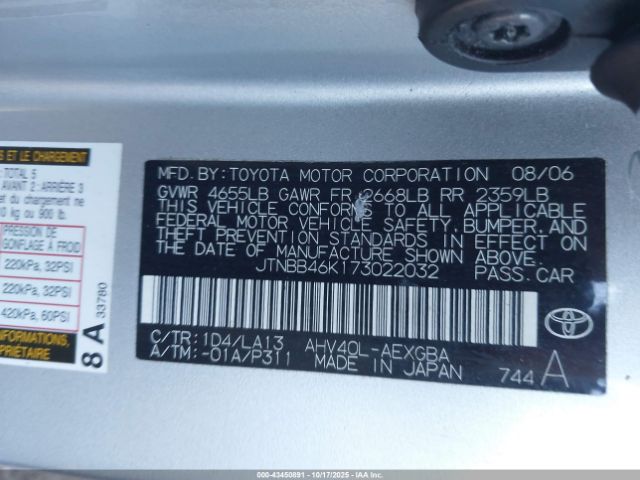 S ET LE CHARGEMENT
: TOTAL 5
AVANT 2: ARRIÈRE 3
du chargement ne
0 kg ou 900 lb.
PRESSION DE
GONFLAGE À FROID
220kPa, 32PSI
220kPa, 32PSI
420kPa, 60PSI
INFORMATIONS,
8 A 33780
MFD. BY: TOYOTA MOTOR CORPORATION 08/06
GVWR 4655LB GAWR FR 2668LB RR 2359LB
THIS VEHICLE CONFORMS TO ALL APPLICABLE
FEDERAL MOTOR VEHICLE SAFETY, BUMPER, AND
THEFT PREVENTION STANDARDS IN EFFECT ON
THE DATE OF MANUFACTURE SHOWN ABOVE.
JTNBB46K173022032 PASS. CAR
TOYOTA
C/TR: 1D4/LA13 AHV40L-AEXGBA
A/TM: -01A/P311 MADE IN JAPAN
744 A
000-43450891 10/17/2025 COPART IAA